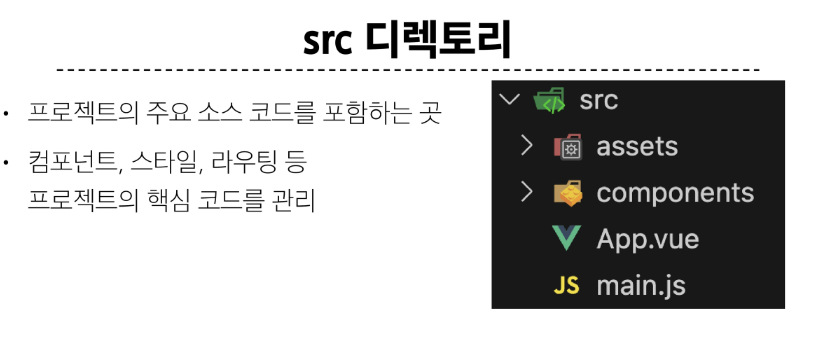 src 디렉토리
• 프로젝트의 주요 소스 코드를 포함하는 곳
• 컴포넌트, 스타일, 라우팅 등
프로젝트의 핵심 코드를 관리
src
assets
components
App.vue
JS main.js